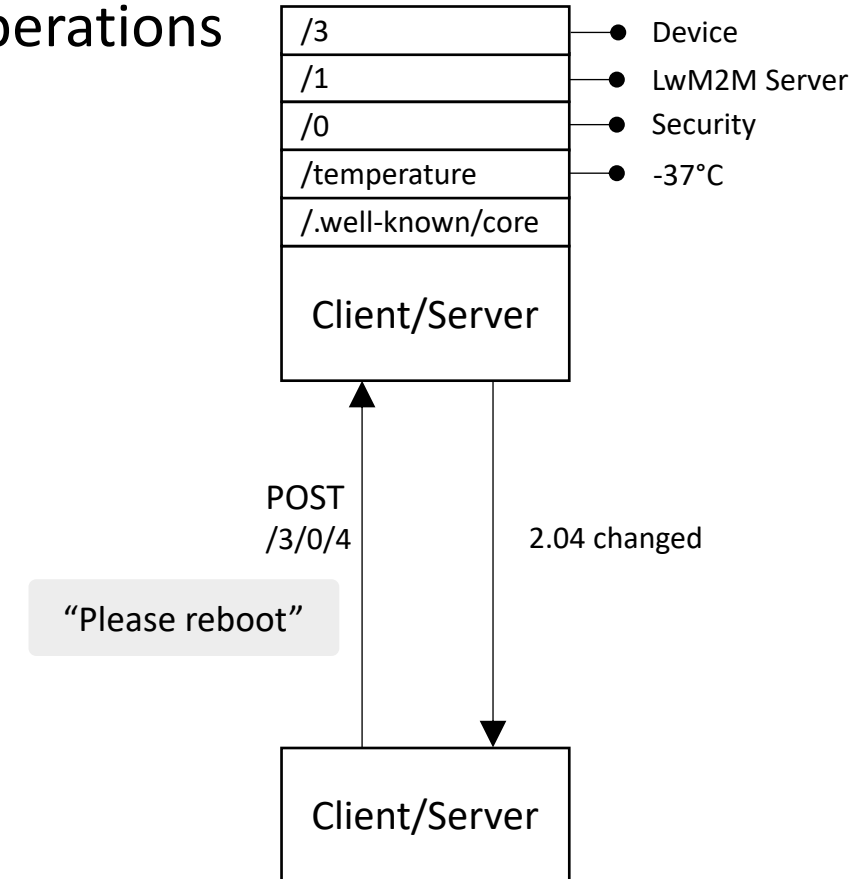 perations
/3
Device
/1
LwM2M Server
/0
Security
/temperature
-37°C
/.well-known/core
Client/Server
POST
/3/0/4
2.04 changed
“Please reboot”
Client/Server